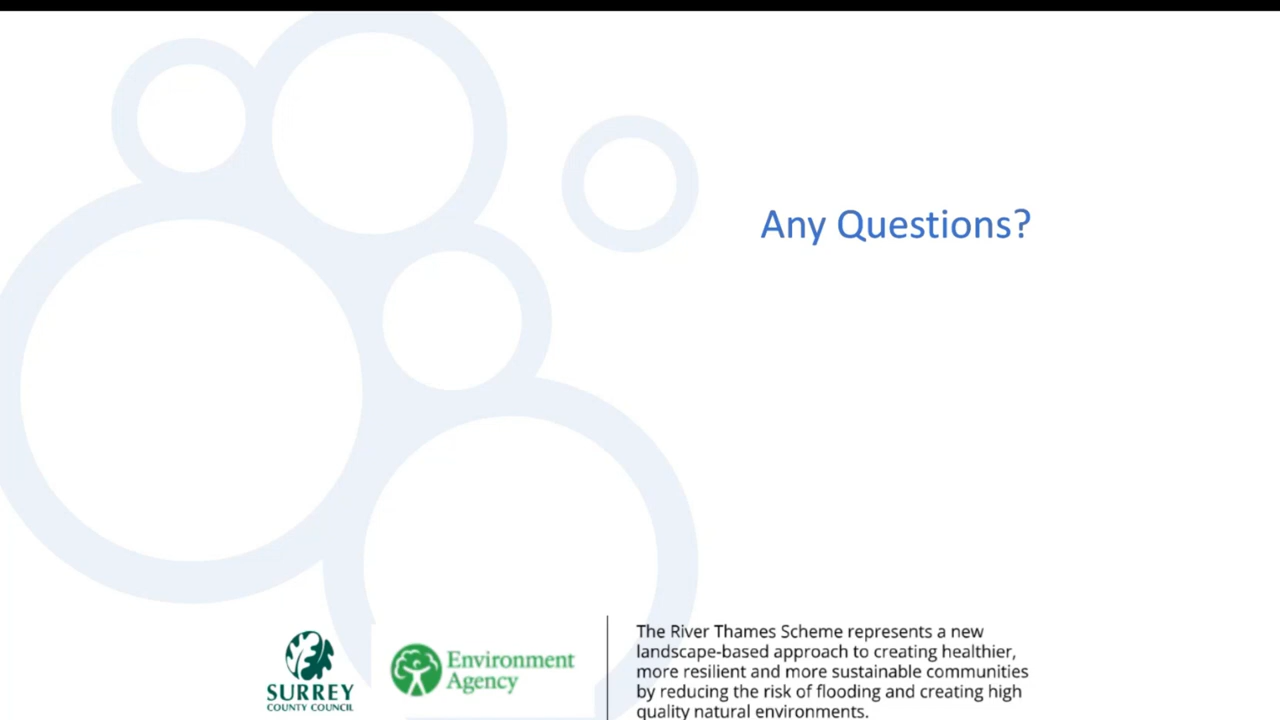 Any Questions?
SURREY
COUNTY COUNCIL
Environment
Agency
The River Thames Scheme represents a new
landscape-based approach to creating healthier,
more resilient and more sustainable communities
by reducing the risk of flooding and creating high
quality natural environments.